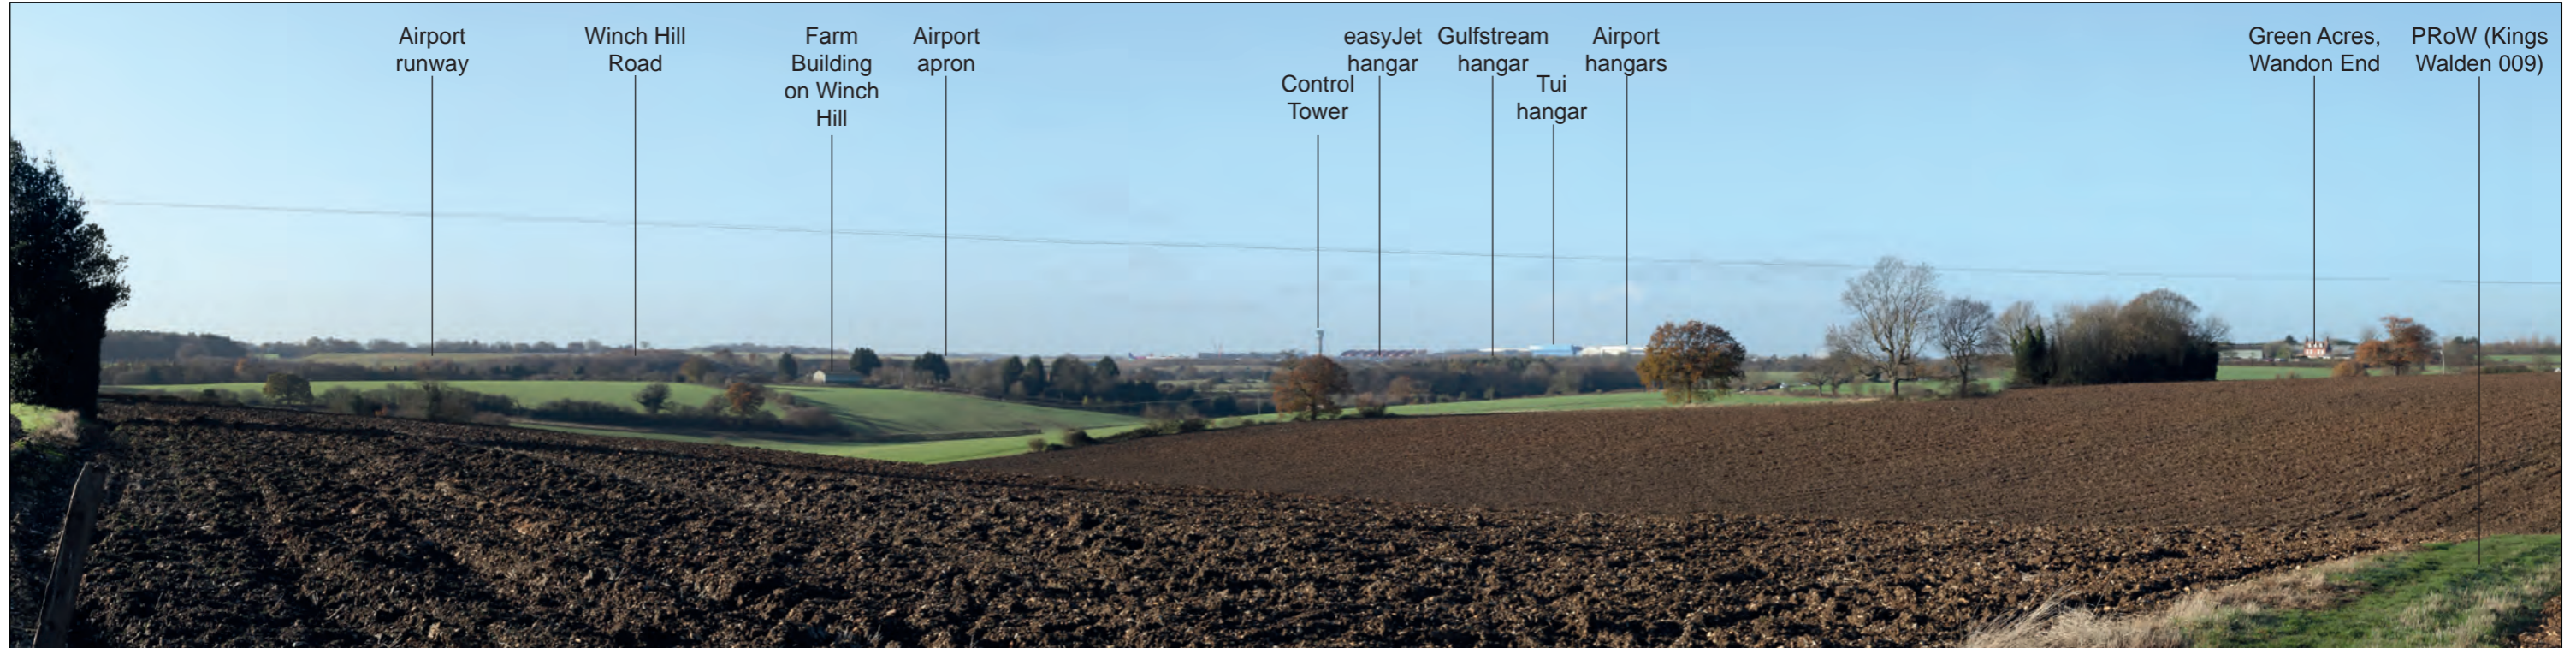 Airport
runway
Winch Hill
Road
Farm
Building
on Winch
Hill
Airport
apron
Control
Tower
easyJet
hangar
Gulfstream
hangar
Tui
hangar
Airport
hangars
Green Acres,
Wandon End
PRoW (Kings
Walden 009)